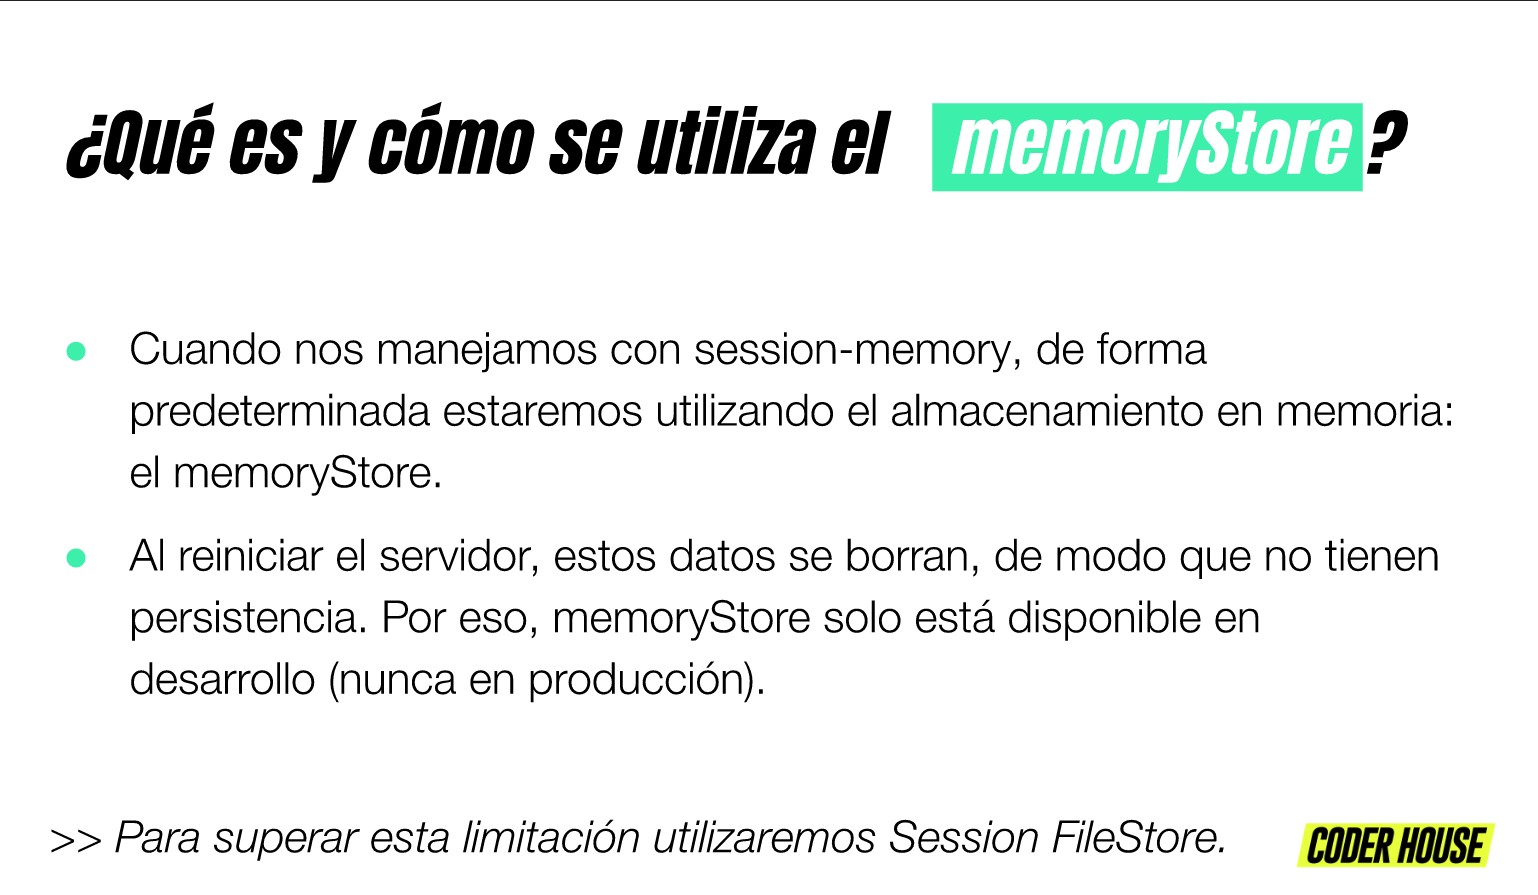 ¿Qué es y cómo se utiliza el memoryStore?
● Cuando nos manejamos con session-memory, de forma
predeterminada estaremos utilizando el almacenamiento en memoria:
el memoryStore.
● Al reiniciar el servidor, estos datos se borran, de modo que no tienen
persistencia. Por eso, memoryStore solo está disponible en
desarrollo (nunca en producción).
>> Para superar esta limitación utilizaremos Session FileStore.
CODER HOUSE